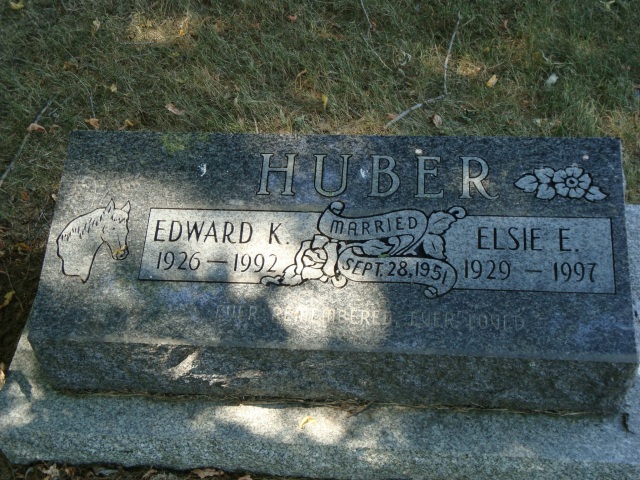 HUBER
EDWARD K.
1926 — 1992
MARRIED
SEPT. 28, 1951
ELSIE E.
1929 — 1997
EVER REMEMBERED, EVER LOVED